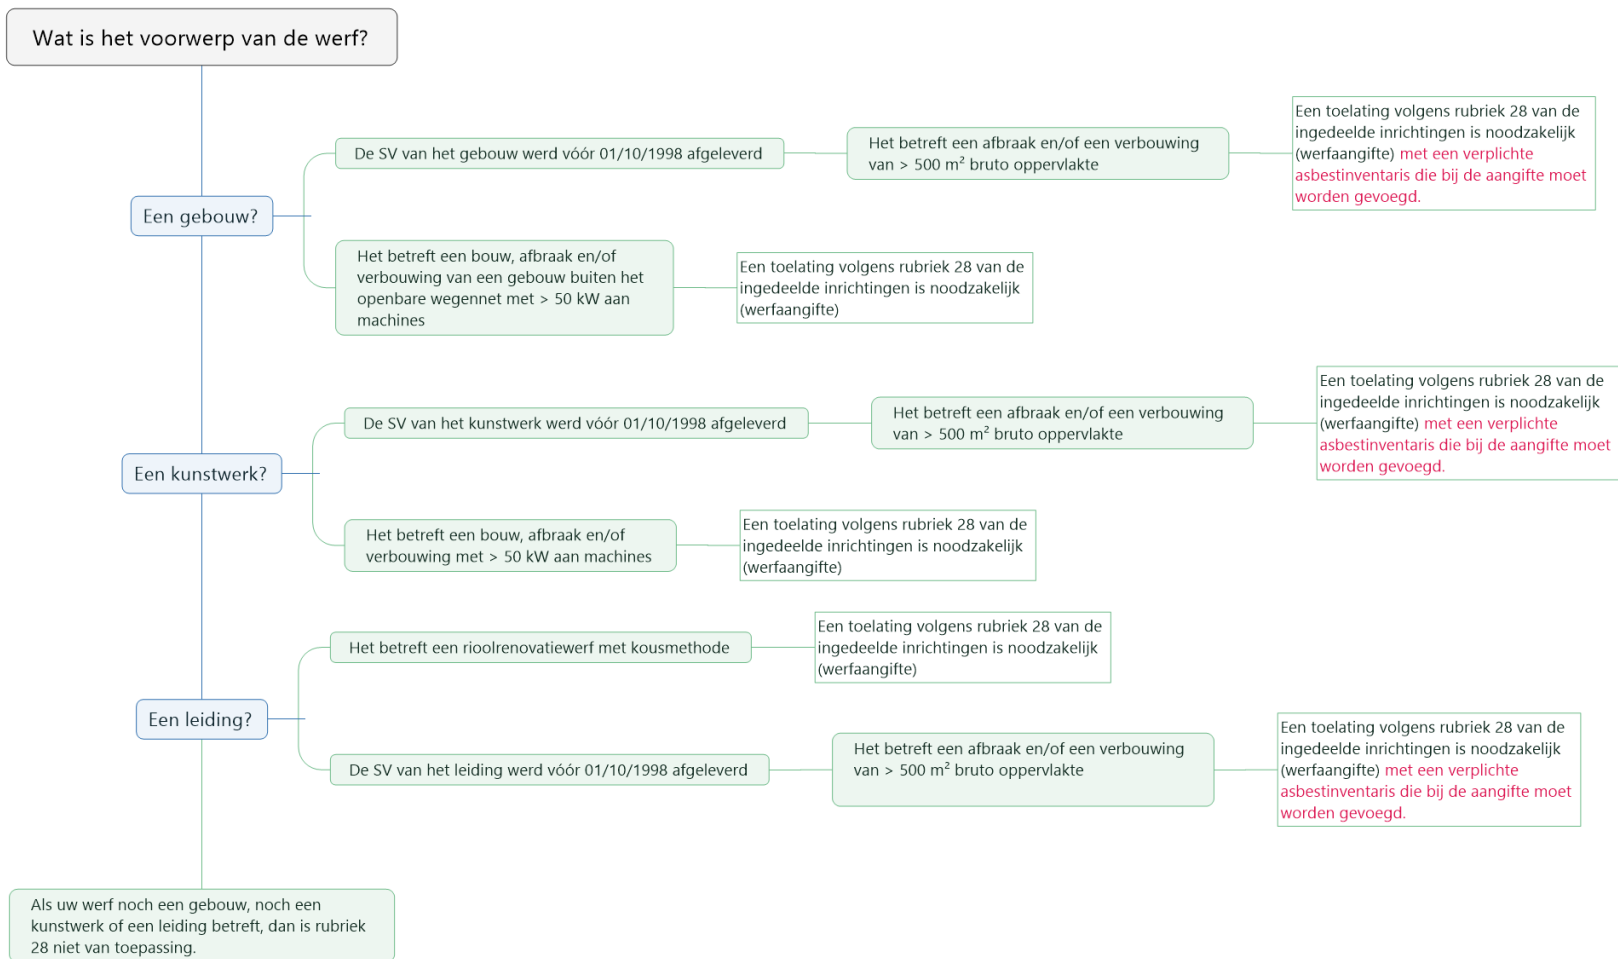 Wat is het voorwerp van de werf?
Een gebouw?
De SV van het gebouw werd vóór 01/10/1998 afgeleverd
Het betreft een afbraak en/of een verbouwing
van > 500 m² bruto oppervlakte
Een toelating volgens rubriek 28 van de
ingedeelde inrichtingen is noodzakelijk
(werfaangifte) met een verplichte
asbestinventaris die bij de aangifte moet
worden gevoegd.
Het betreft een bouw, afbraak en/of
verbouwing van een gebouw buiten het
openbare wegennet met > 50 kW aan
machines
Een toelating volgens rubriek 28 van de
ingedeelde inrichtingen is noodzakelijk
(werfaangifte)
Een kunstwerk?
De SV van het kunstwerk werd vóór 01/10/1998 afgeleverd
Het betreft een afbraak en/of een verbouwing
van > 500 m² bruto oppervlakte
Een toelating volgens rubriek 28 van de
ingedeelde inrichtingen is noodzakelijk
(werfaangifte) met een verplichte
asbestinventaris die bij de aangifte moet
worden gevoegd.
Het betreft een bouw, afbraak en/of
verbouwing met > 50 kW aan machines
Een toelating volgens rubriek 28 van de
ingedeelde inrichtingen is noodzakelijk
(werfaangifte)
Een leiding?
Het betreft een rioolrenovatiewerf met kousmethode
Een toelating volgens rubriek 28 van de
ingedeelde inrichtingen is noodzakelijk
(werfaangifte)
De SV van het leiding werd vóór 01/10/1998 afgeleverd
Het betreft een afbraak en/of een verbouwing
van > 500 m² bruto oppervlakte
Een toelating volgens rubriek 28 van de
ingedeelde inrichtingen is noodzakelijk
(werfaangifte) met een verplichte
asbestinventaris die bij de aangifte moet
worden gevoegd.
Als uw werf noch een gebouw, noch een
kunstwerk of een leiding betreft, dan is rubriek
28 niet van toepassing.